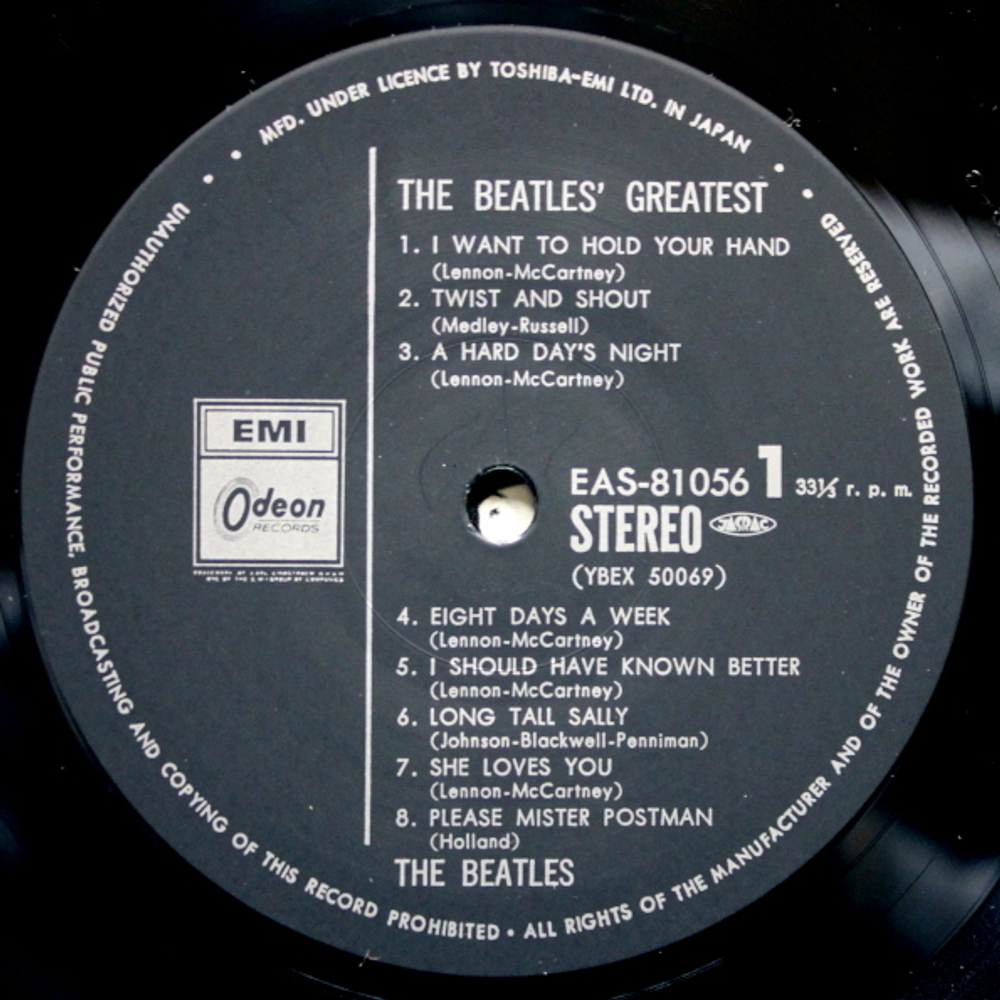 MFD. UNDER LICENCE BY TOSHIBA-EMI LTD. IN JAPAN
THE BEATLES' GREATEST
1. I WANT TO HOLD YOUR HAND
(Lennon-McCartney)
2. TWIST AND SHOUT
(Medley-Russell)
3. A HARD DAY'S NIGHT
(Lennon-McCartney)
EMI
Odeon
RECORDS
EAS-81056 1 33⅓ r. p. m.
STEREO JASRAC
(YBEX 50069)
4. EIGHT DAYS A WEEK
(Lennon-McCartney)
5. I SHOULD HAVE KNOWN BETTER
(Lennon-McCartney)
6. LONG TALL SALLY
(Johnson-Blackwell-Penniman)
7. SHE LOVES YOU
(Lennon-McCartney)
8. PLEASE MISTER POSTMAN
(Holland)
THE BEATLES
UNAUTHORIZED PUBLIC PERFORMANCE, BROADCASTING AND COPYING OF THIS RECORD PROHIBITED • ALL RIGHTS OF THE MANUFACTURER AND OF THE OWNER OF THE RECORDED WORK ARE RESERVED